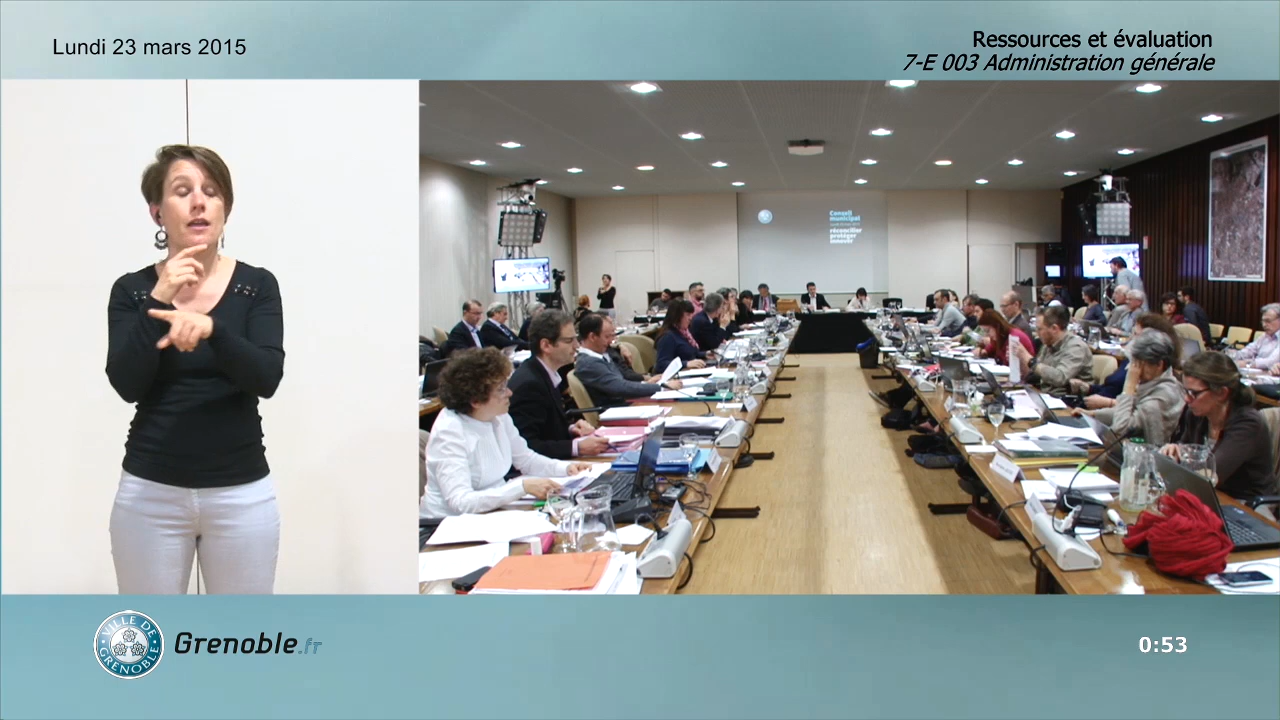 Lundi 23 mars 2015
Ressources et évaluation
7-E 003 Administration générale
Conseil
municipal
réconcilier
protéger
VILLE DE
GRENOBLE
Grenoble.fr
0:53